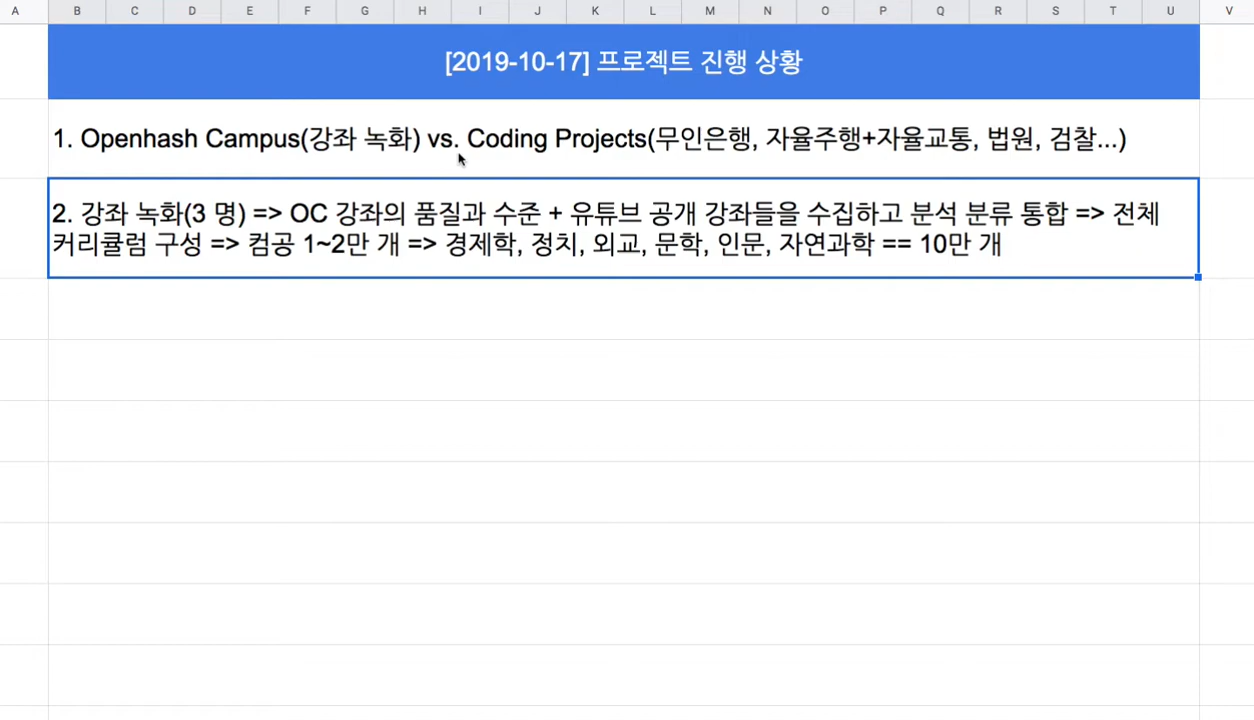 A B C D E F G H I J K L M N O P Q R S T U V
[2019-10-17] 프로젝트 진행 상황
1. Openhash Campus(강좌 녹화) vs. Coding Projects(무인은행, 자율주행+자율교통, 법원, 검찰...)
2. 강좌 녹화(3 명) => OC 강좌의 품질과 수준 + 유튜브 공개 강좌들을 수집하고 분석 분류 통합 => 전체
커리큘럼 구성 => 컴공 1~2만 개 => 경제학, 정치, 외교, 문학, 인문, 자연과학 == 10만 개